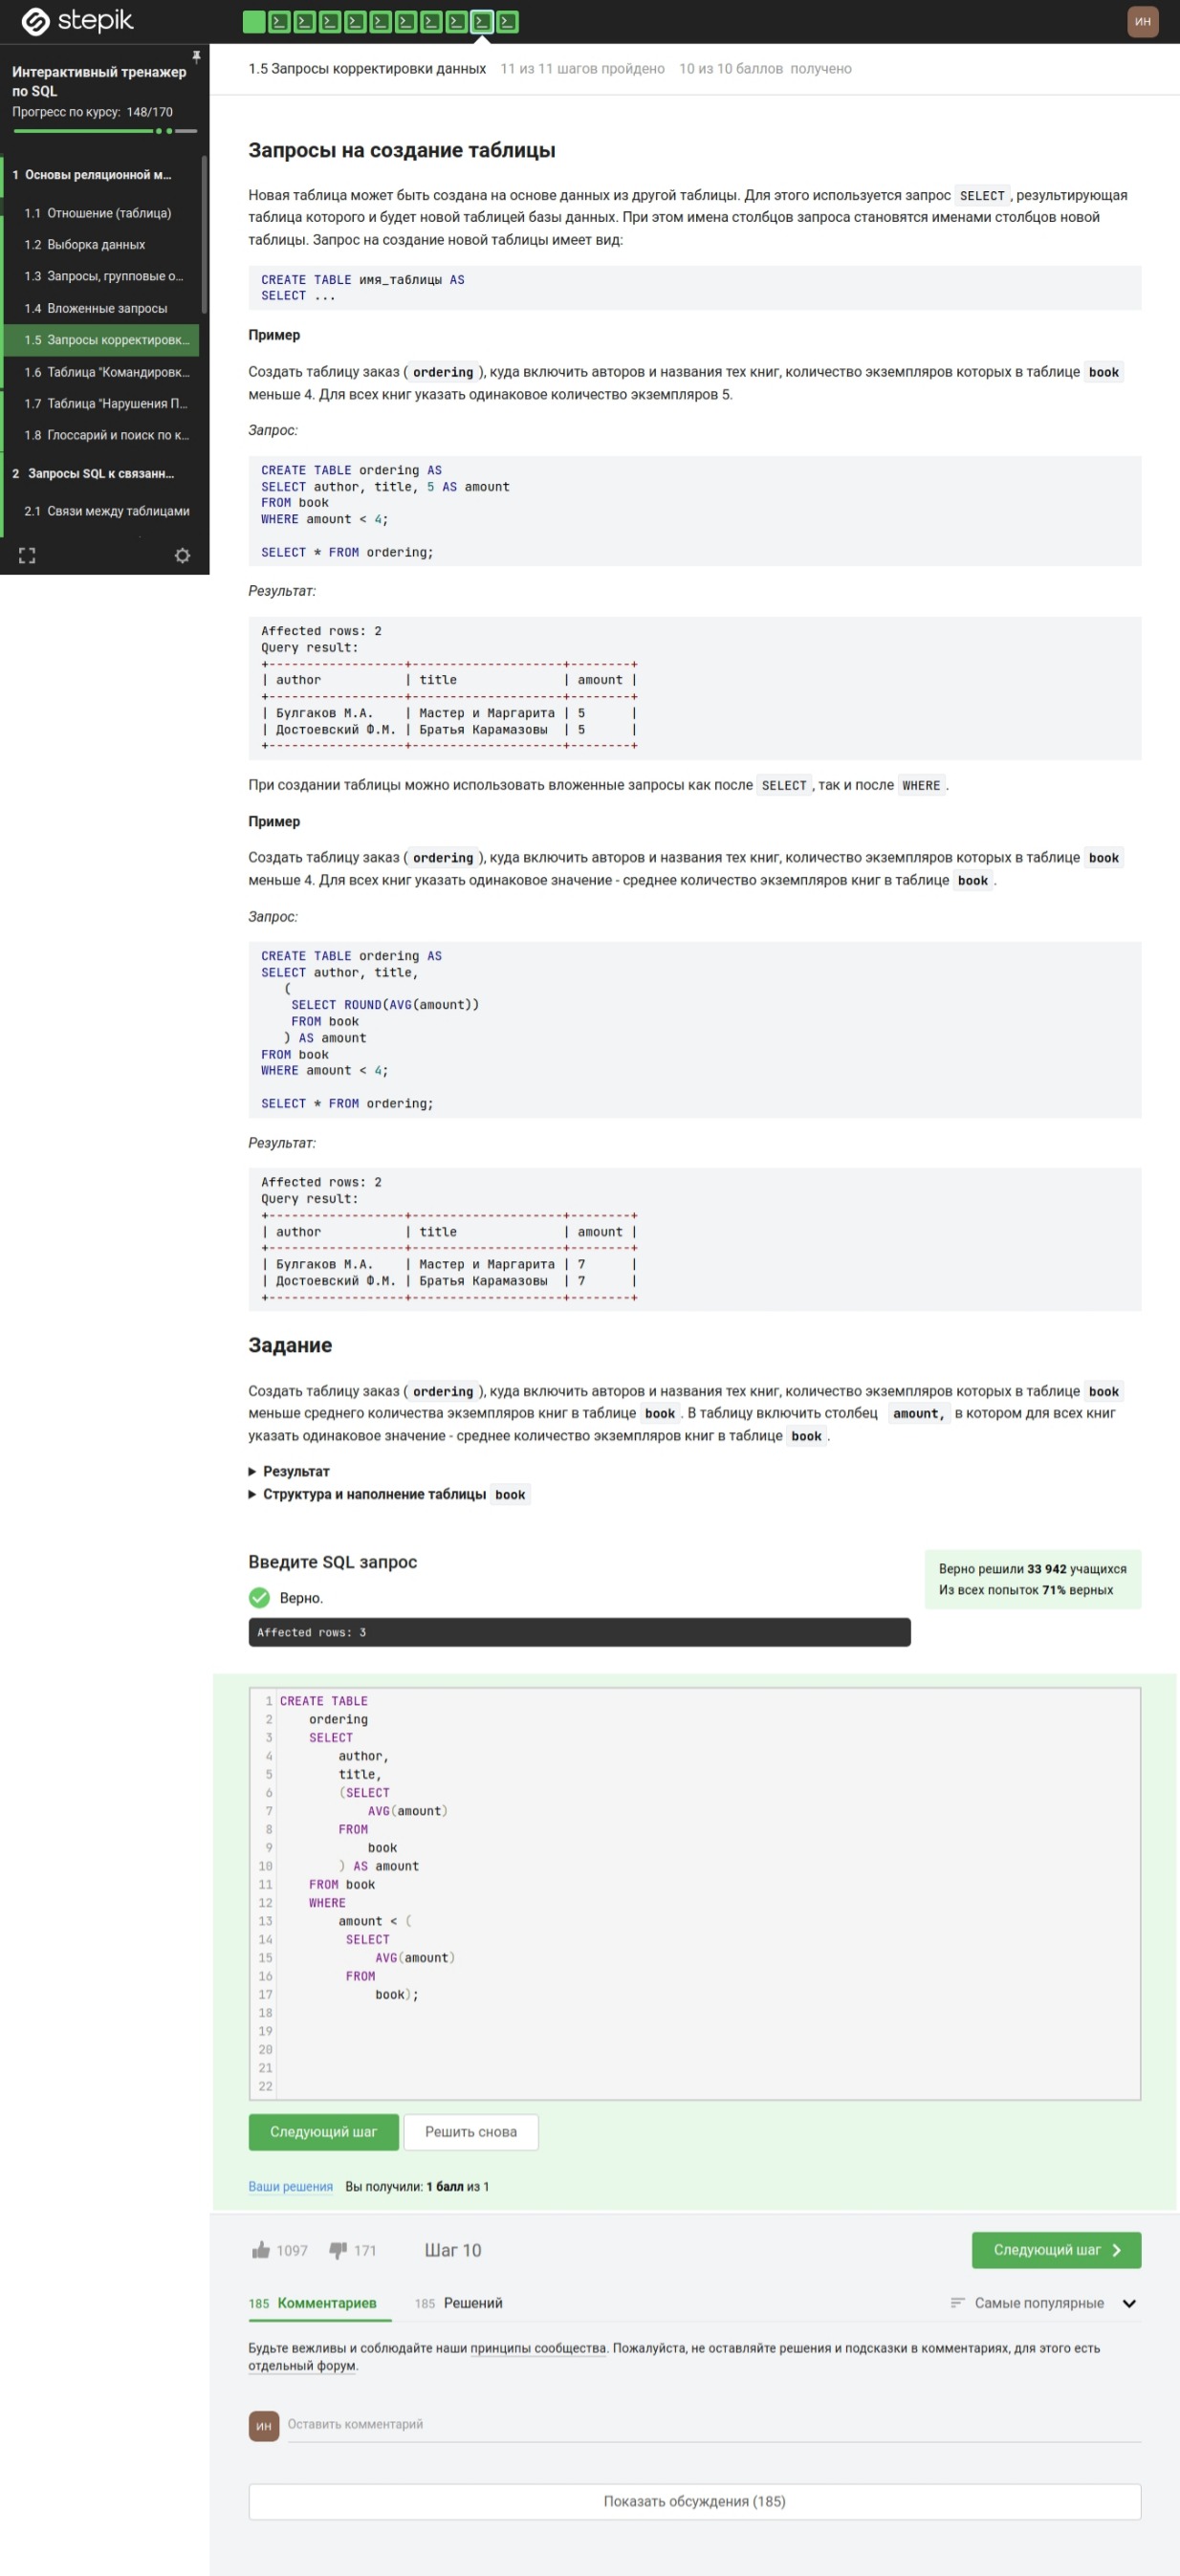 stepik
ИН
Интерактивный тренажер
по SQL
Прогресс по курсу: 148/170
1 Основы реляционной м...
1.1 Отношение (таблица)
1.2 Выборка данных
1.3 Запросы, групповые о...
1.4 Вложенные запросы
1.5 Запросы корректировк...
1.6 Таблица "Командировк...
1.7 Таблица "Нарушения П...
1.8 Глоссарий и поиск по к...
2 Запросы SQL к связанн...
2.1 Связи между таблицами
1.5 Запросы корректировки данных 11 из 11 шагов пройдено 10 из 10 баллов получено
Запросы на создание таблицы
Новая таблица может быть создана на основе данных из другой таблицы. Для этого используется запрос SELECT, результирующая
таблица которого и будет новой таблицей базы данных. При этом имена столбцов запроса становятся именами столбцов новой
таблицы. Запрос на создание новой таблицы имеет вид:
CREATE TABLE имя_таблицы AS
SELECT ...
Пример
Создать таблицу заказ ( ordering ), куда включить авторов и названия тех книг, количество экземпляров которых в таблице book
меньше 4. Для всех книг указать одинаковое количество экземпляров 5.
Запрос:
CREATE TABLE ordering AS
SELECT author, title, 5 AS amount
FROM book
WHERE amount < 4;
SELECT * FROM ordering;
Результат:
Affected rows: 2
Query result:
+------------------+--------------------+--------+
| author           | title              | amount |
+------------------+--------------------+--------+
| Булгаков М.А.    | Мастер и Маргарита | 5      |
| Достоевский Ф.М. | Братья Карамазовы  | 5      |
+------------------+--------------------+--------+
При создании таблицы можно использовать вложенные запросы как после SELECT, так и после WHERE.
Пример
Создать таблицу заказ ( ordering ), куда включить авторов и названия тех книг, количество экземпляров которых в таблице book
меньше 4. Для всех книг указать одинаковое значение - среднее количество экземпляров книг в таблице book .
Запрос:
CREATE TABLE ordering AS
SELECT author, title,
(
SELECT ROUND(AVG(amount))
FROM book
) AS amount
FROM book
WHERE amount < 4;
SELECT * FROM ordering;
Результат:
Affected rows: 2
Query result:
+------------------+--------------------+--------+
| author           | title              | amount |
+------------------+--------------------+--------+
| Булгаков М.А.    | Мастер и Маргарита | 7      |
| Достоевский Ф.М. | Братья Карамазовы  | 7      |
+------------------+--------------------+--------+
Задание
Создать таблицу заказ ( ordering ), куда включить авторов и названия тех книг, количество экземпляров которых в таблице book
меньше среднего количества экземпляров книг в таблице book . В таблицу включить столбец amount, в котором для всех книг
указать одинаковое значение - среднее количество экземпляров книг в таблице book .
Результат
Структура и наполнение таблицы book
Введите SQL запрос
Верно решили 33 942 учащихся
Из всех попыток 71% верных
Верно.
Affected rows: 3
1 CREATE TABLE
2 ordering
3 SELECT
4 author,
5 title,
6 (SELECT
7 AVG(amount)
8 FROM
9 book
10 ) AS amount
11 FROM book
12 WHERE
13 amount < (
14 SELECT
15 AVG(amount)
16 FROM
17 book);
18
19
20
21
22
Следующий шаг Решить снова
Ваши решения Вы получили: 1 балл из 1
1097 171 Шаг 10 Следующий шаг
185 Комментариев 185 Решений Самые популярные
Будьте вежливы и соблюдайте наши принципы сообщества. Пожалуйста, не оставляйте решения и подсказки в комментариях, для этого есть
отдельный форум.
ИН Оставить комментарий
Показать обсуждения (185)